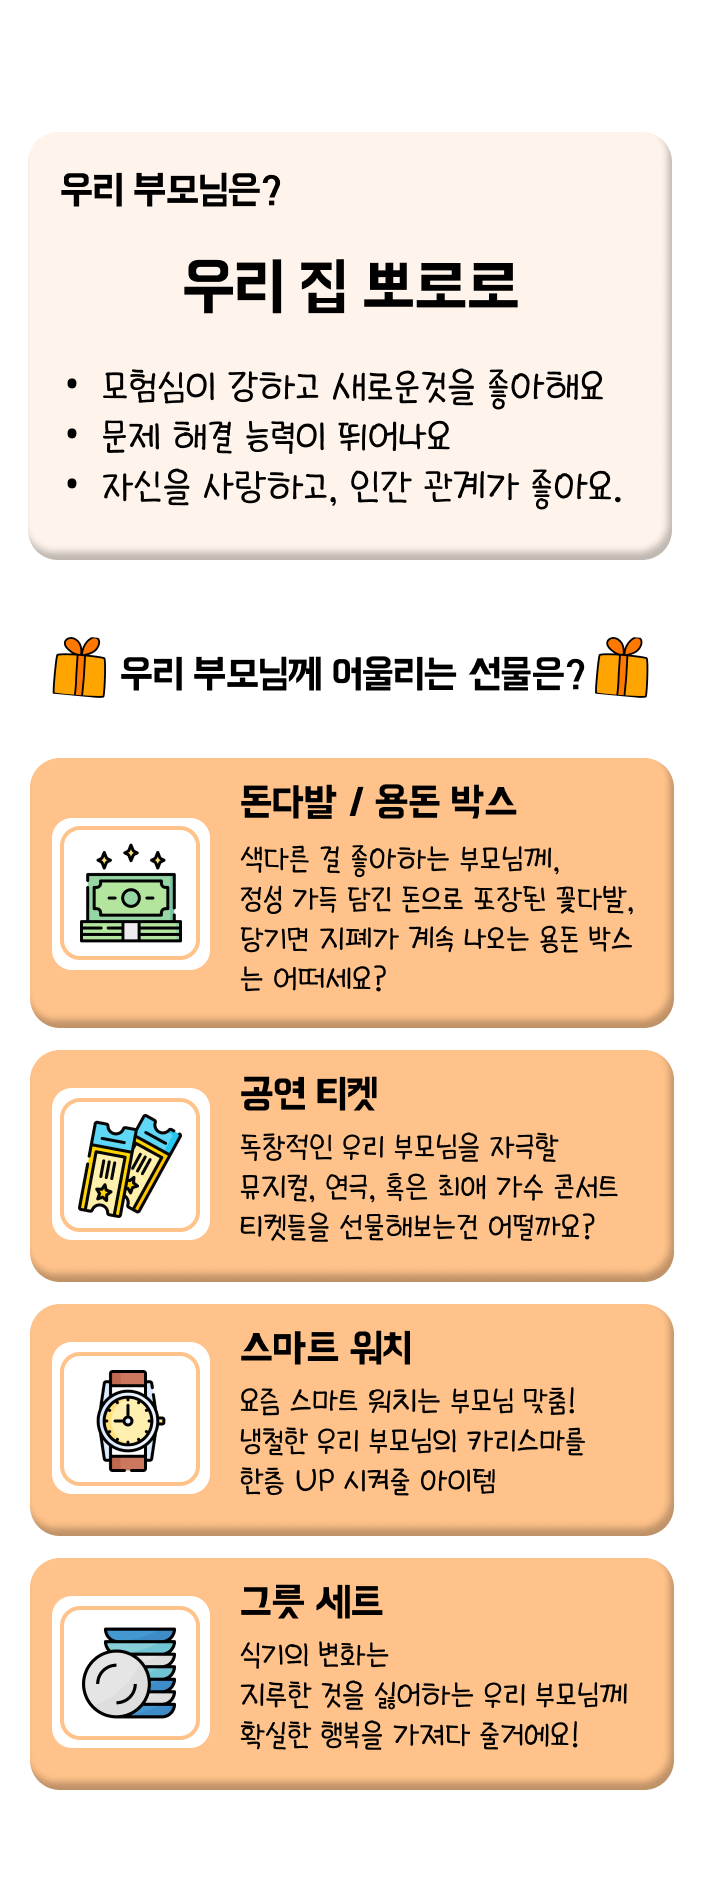 우리 부모님은?
우리 집 뽀로로
• 모험심이 강하고 새로운것을 좋아해요
• 문제 해결 능력이 뛰어나요
• 자신을 사랑하고, 인간 관계가 좋아요.
우리 부모님께 어울리는 선물은?
돈다발 / 용돈 박스
색다른 걸 좋아하는 부모님께,
정성 가득 담긴 돈으로 포장된 꽃다발,
당기면 지폐가 계속 나오는 용돈 박스
는 어떠세요?
공연 티켓
독창적인 우리 부모님을 자극할
뮤지컬, 연극, 혹은 최애 가수 콘서트
티켓들을 선물해보는건 어떨까요?
스마트 워치
요즘 스마트 워치는 부모님 맞춤!
냉철한 우리 부모님의 카리스마를
한층 UP 시켜줄 아이템
그릇 세트
식기의 변화는
지루한 것을 싫어하는 우리 부모님께
확실한 행복을 가져다 줄거에요!